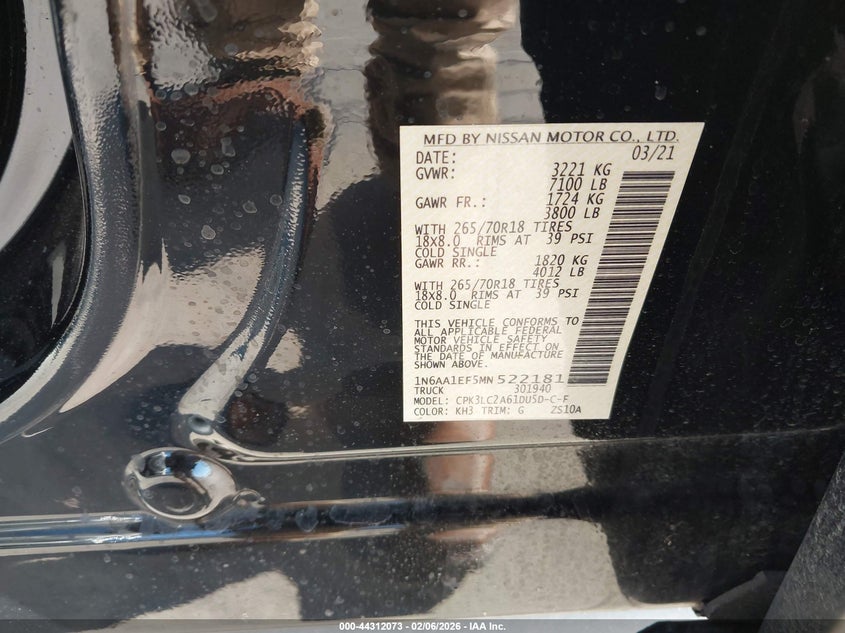 MFD BY NISSAN MOTOR CO., LTD.
DATE: 03/21
GVWR: 3221 KG
7100 LB
GAWR FR.: 1724 KG
3800 LB
WITH 265/70R18 TIRES
18X8.0 RIMS AT 39 PSI
COLD SINGLE
GAWR RR.: 1820 KG
4012 LB
WITH 265/70R18 TIRES
18X8.0 RIMS AT 39 PSI
COLD SINGLE
THIS VEHICLE CONFORMS TO
ALL APPLICABLE FEDERAL
MOTOR VEHICLE SAFETY
STANDARDS IN EFFECT ON
THE DATE OF MANUFACTURE
SHOWN ABOVE.
1N6AA1EF5MN522181
TRUCK 301940
MODEL: CPK3LC2A61DU5D-C-F
COLOR: KH3 TRIM: G ZS10A
000-44312073 - 02/06/2026 - IAA Inc.